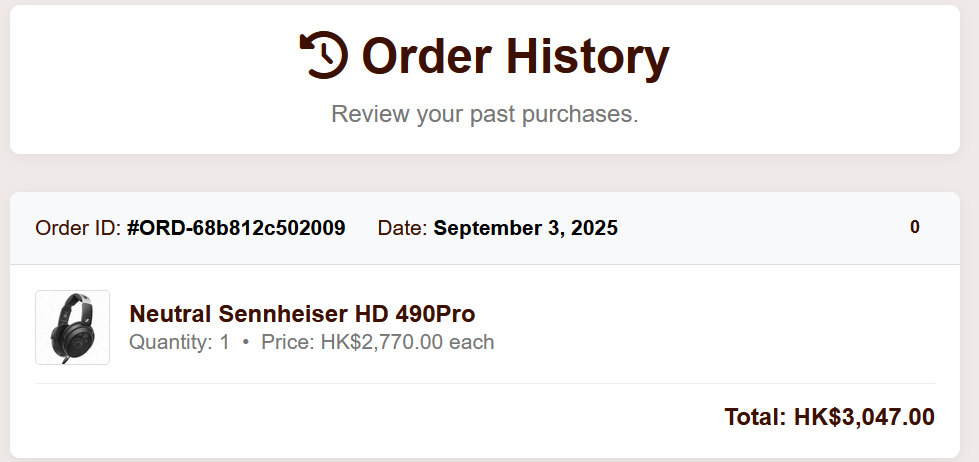 Order History
Review your past purchases.
Order ID: #ORD-68b812c502009 Date: September 3, 2025 0
Neutral Sennheiser HD 490Pro
Quantity: 1 • Price: HK$2,770.00 each
Total: HK$3,047.00